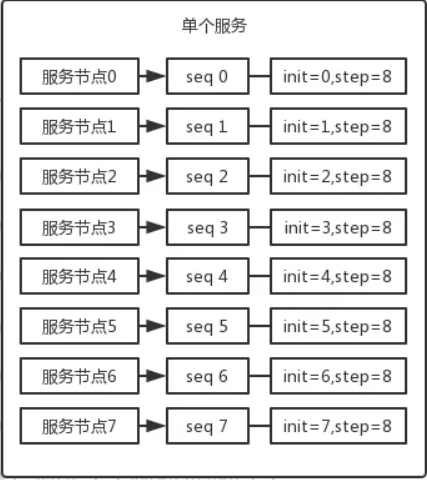 单个服务
服务节点0 seq 0 init=0,step=8
服务节点1 seq 1 init=1,step=8
服务节点2 seq 2 init=2,step=8
服务节点3 seq 3 init=3,step=8
服务节点4 seq 4 init=4,step=8
服务节点5 seq 5 init=5,step=8
服务节点6 seq 6 init=6,step=8
服务节点7 seq 7 init=7,step=8